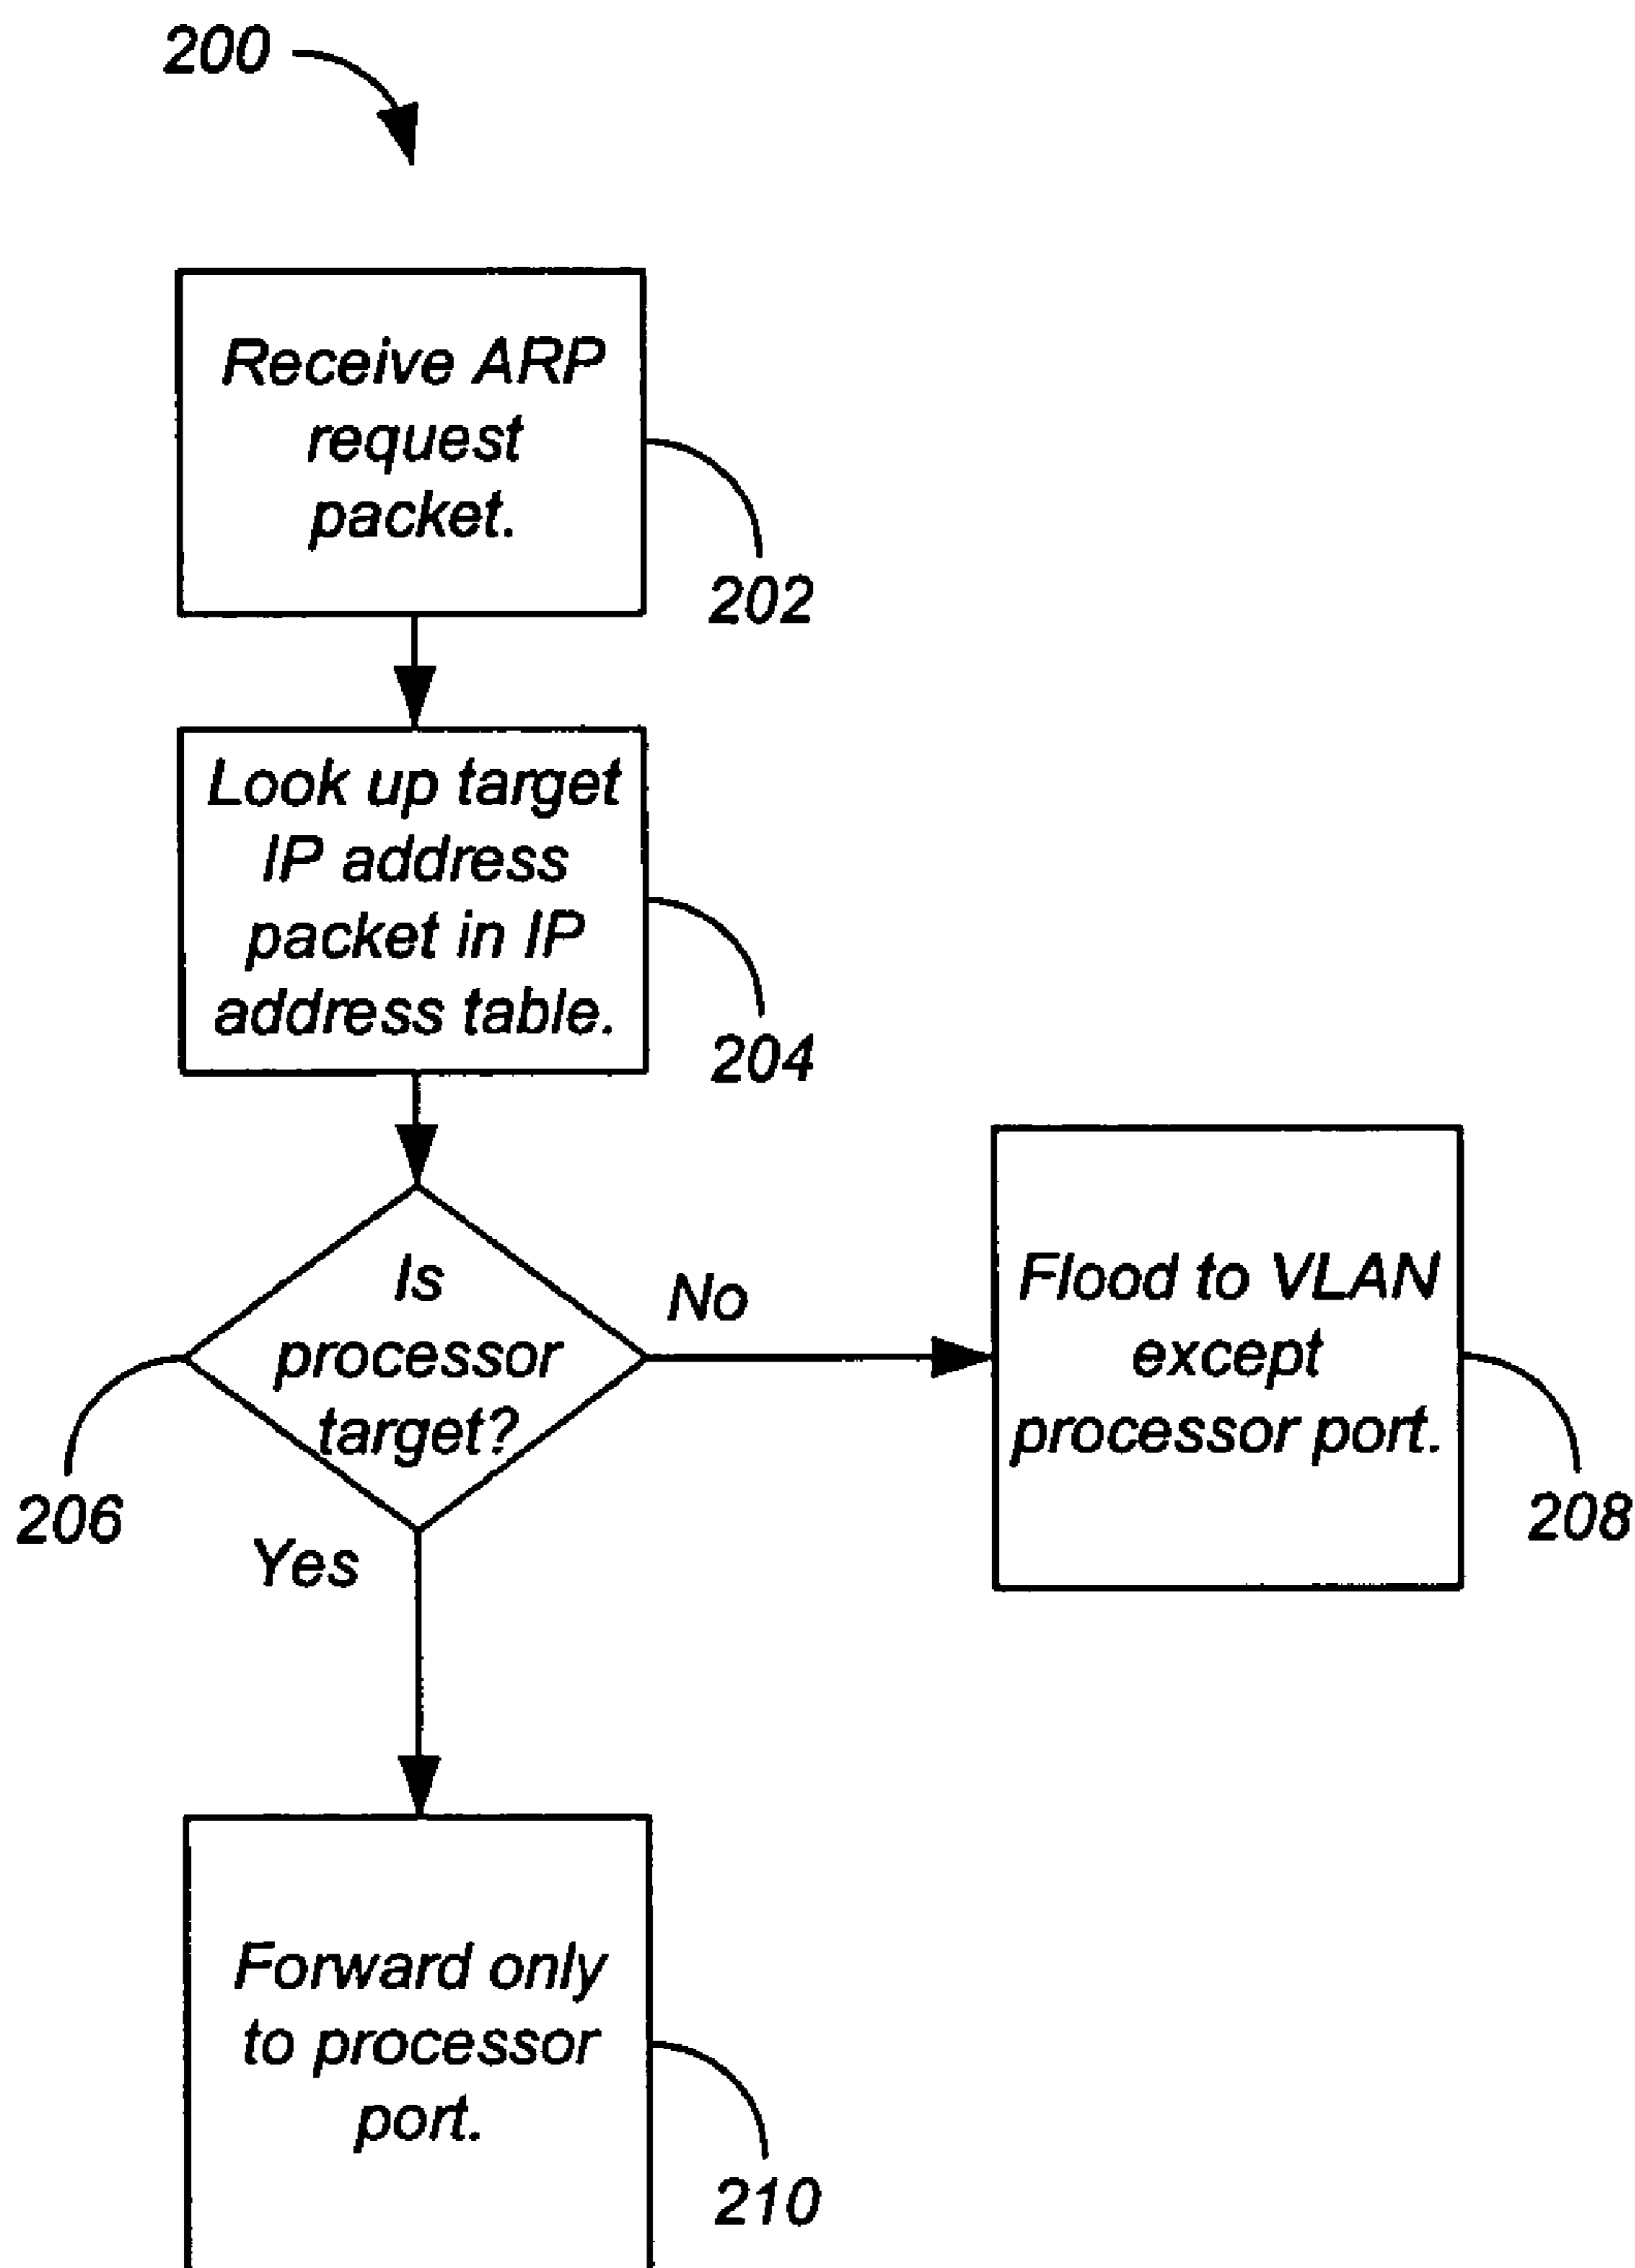 200
Receive ARP
request
packet.
202
Look up target
IP address
packet in IP
address table.
204
Is
processor
target?
206
No
Flood to VLAN
except
processor port.
208
Yes
Forward only
to processor
port.
210